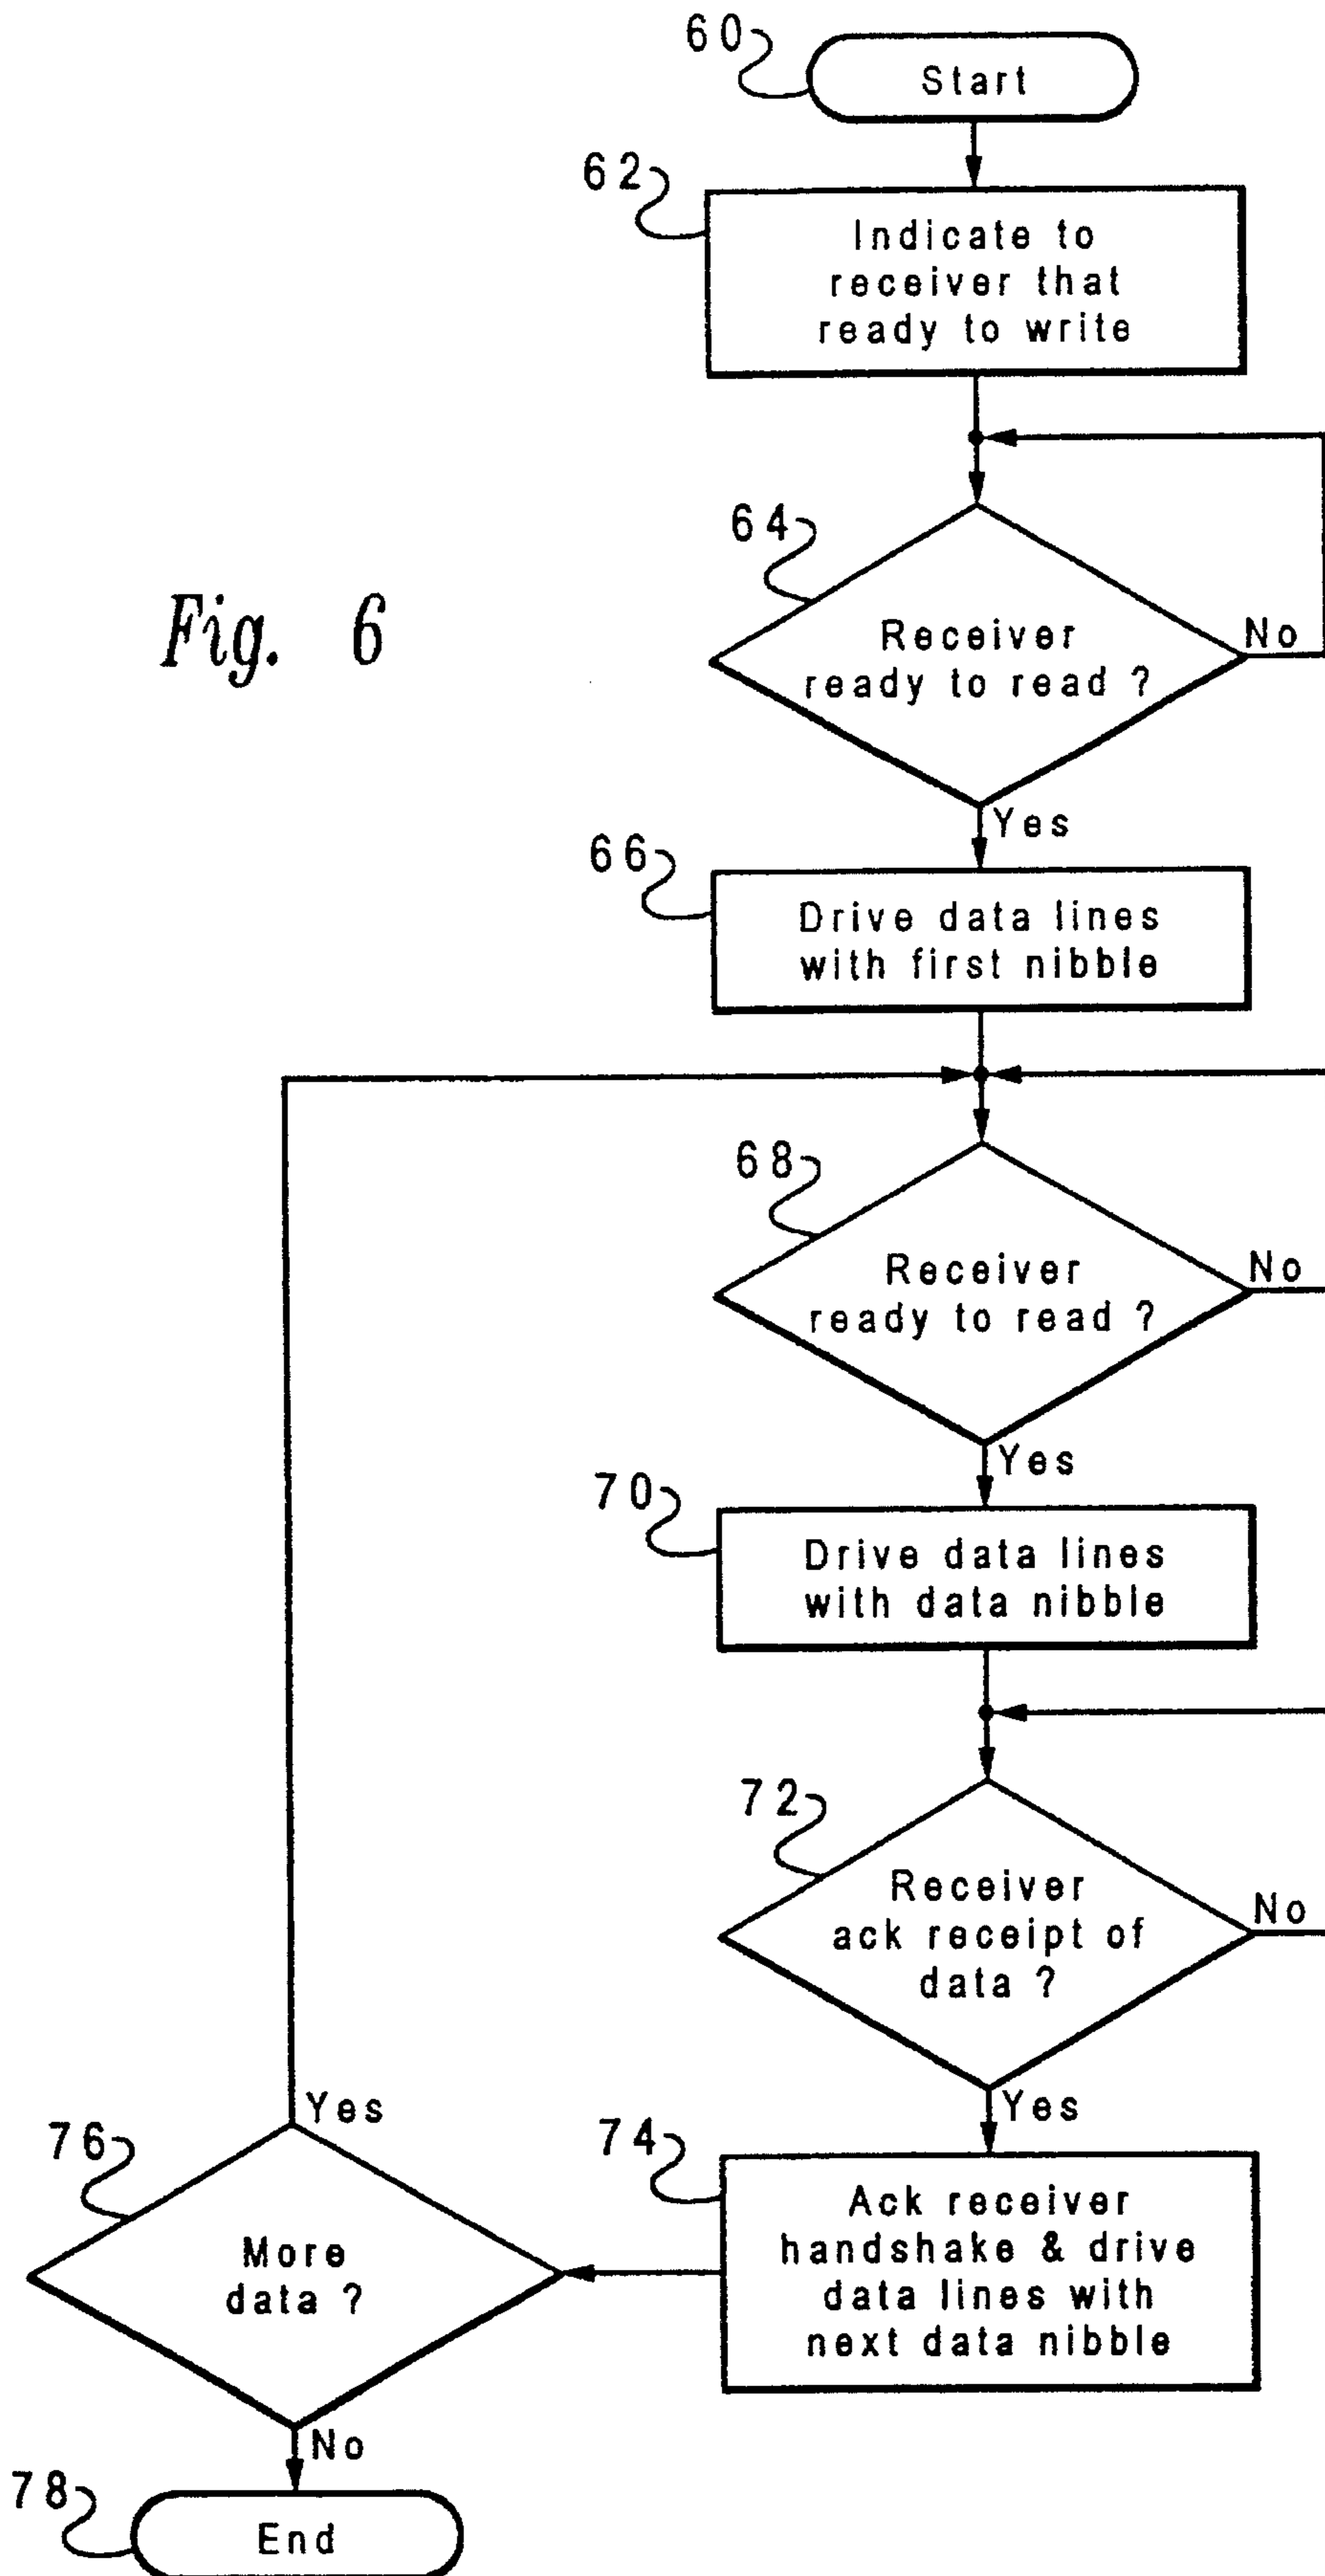 60
Start
62
Indicate to
receiver that
ready to write
64
Receiver
ready to read ?
No
Fig. 6
Yes
66
Drive data lines
with first nibble
68
Receiver
ready to read ?
No
Yes
70
Drive data lines
with data nibble
72
Receiver
ack receipt of
data ?
No
Yes
74
Ack receiver
handshake & drive
data lines with
next data nibble
Yes
76
More
data ?
No
78
End